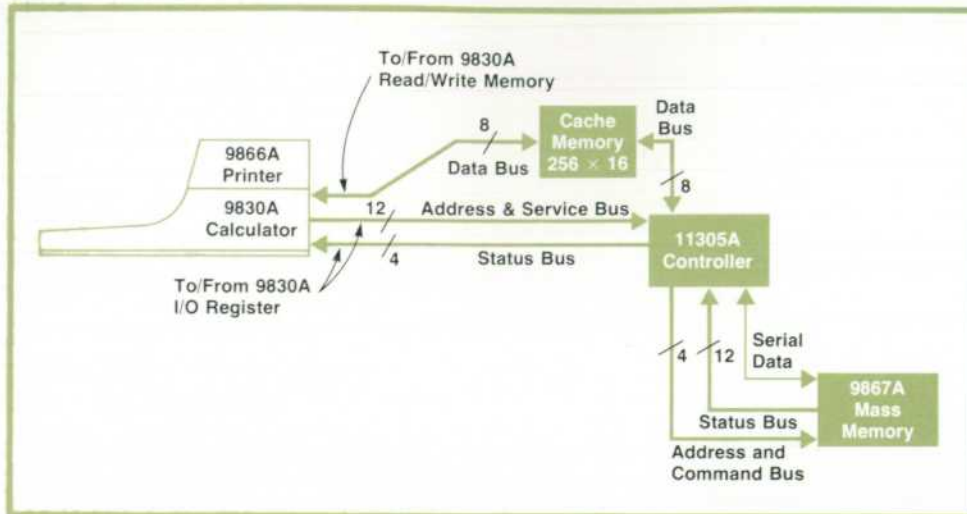 To/From 9830A
Read/Write Memory
8
Data Bus
Cache
Memory
256 × 16
Data
Bus
8
9866A
Printer
9830A
Calculator
12
Address & Service Bus
4
Status Bus
To/From 9830A
I/O Register
11305A
Controller
4
12
Serial
Data
Status Bus
Address and
Command Bus
9867A
Mass
Memory